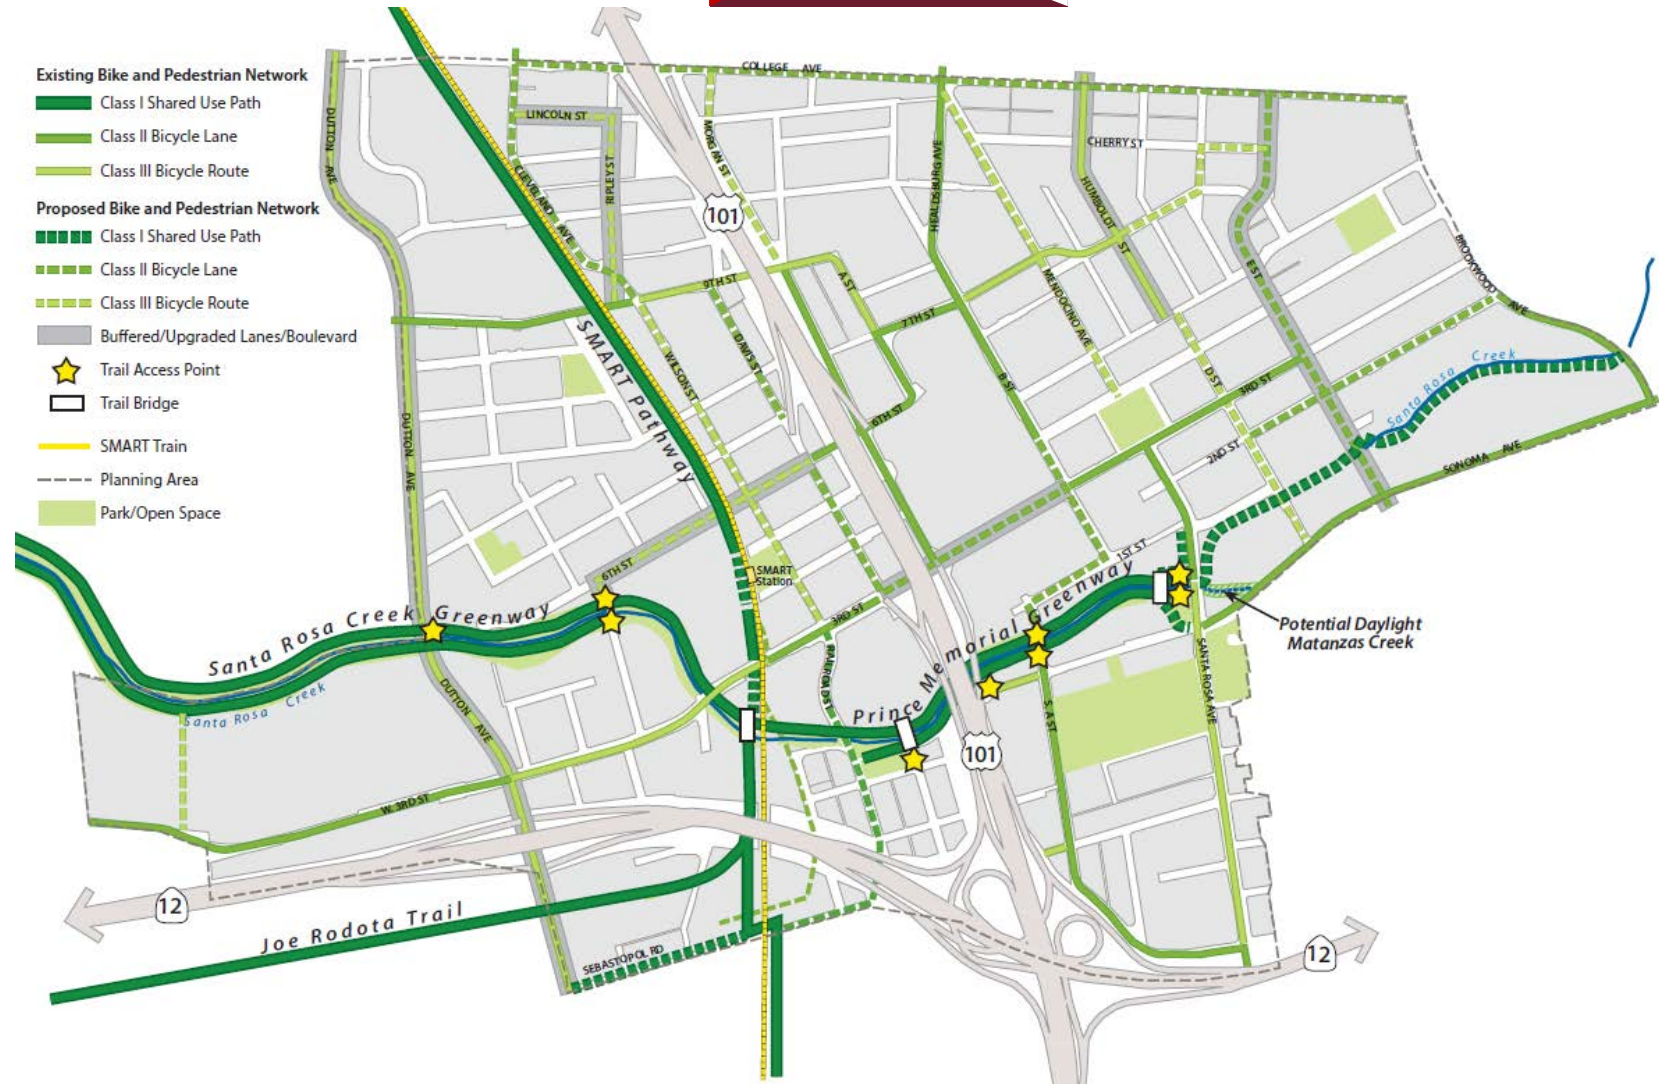 Existing Bike and Pedestrian Network
Class I Shared Use Path
Class II Bicycle Lane
Class III Bicycle Route
Proposed Bike and Pedestrian Network
Class I Shared Use Path
Class II Bicycle Lane
Class III Bicycle Route
Buffered/Upgraded Lanes/Boulevard
Trail Access Point
Trail Bridge
SMART Train
Planning Area
Park/Open Space
COLLEGE AVE
DUTTON AVE
LINCOLN ST
RIPLEY ST
CLEVELAND AVE
MORGAN ST
101
HEALDSBURG AVE
CHERRY ST
HUMBOLDT ST
E ST
BROOKWOOD AVE
9TH ST
A ST
7TH ST
MENDOCINO AVE
SMART Pathway
WILSON ST
DAVIS ST
B ST
D ST
3RD ST
6TH ST
2ND ST
Santa Rosa Creek
SONOMA AVE
DUTTON AVE
6TH ST
SMART
Station
1ST ST
3RD ST
Santa Rosa Creek Greenway
Santa Rosa Creek
DUTTON AVE
RAILROAD ST
Prince Memorial Greenway
Potential Daylight
Matanzas Creek
SANTA ROSA AVE
S. A ST
101
W. 3RD ST
12
Joe Rodota Trail
SEBASTOPOL RD
12